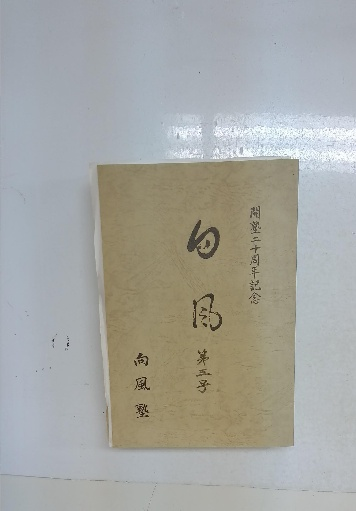 開塾二十周年記念
向風
第五号
向風塾